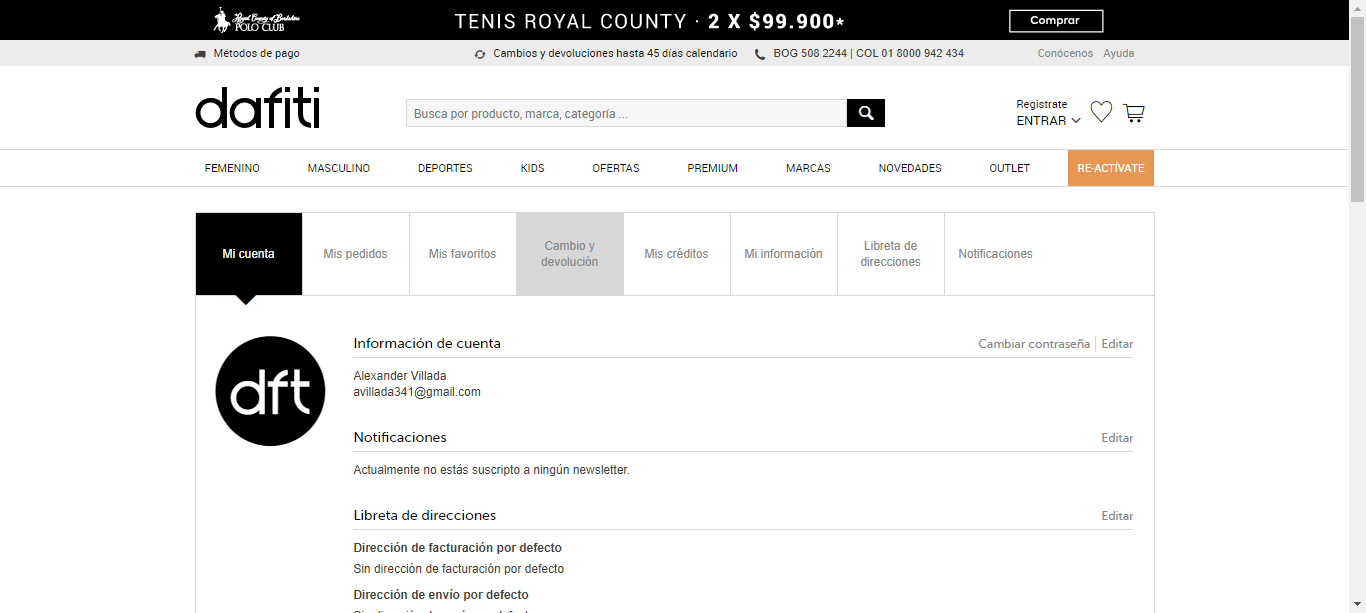 Royal County of Berkshire
POLO CLUB
TENIS ROYAL COUNTY · 2 X $99.900*
Comprar
Métodos de pago
Cambios y devoluciones hasta 45 días calendario
BOG 508 2244 | COL 01 8000 942 434
Conócenos
Ayuda
dafiti
Busca por producto, marca, categoría ...
Registrate
ENTRAR
FEMENINO
MASCULINO
DEPORTES
KIDS
OFERTAS
PREMIUM
MARCAS
NOVEDADES
OUTLET
RE-ACTÍVATE
Mi cuenta
Mis pedidos
Mis favoritos
Cambio y
devolución
Mis créditos
Mi información
Libreta de
direcciones
Notificaciones
dft
Información de cuenta
Cambiar contraseña | Editar
Alexander Villada
avillada341@gmail.com
Notificaciones
Editar
Actualmente no estás suscripto a ningún newsletter.
Libreta de direcciones
Editar
Dirección de facturación por defecto
Sin dirección de facturación por defecto
Dirección de envío por defecto